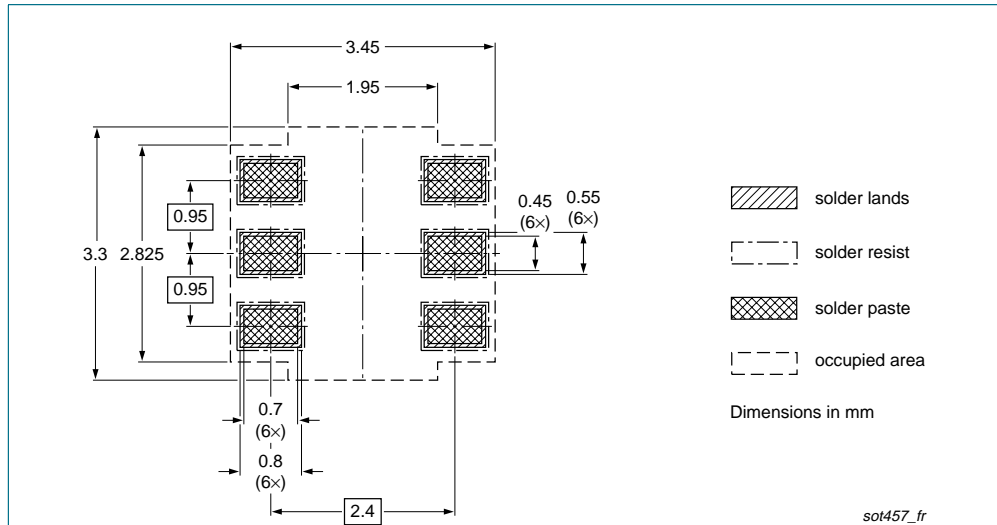 3.45
1.95
0.95
0.45
(6×)
0.55
(6×)
3.3
2.825
0.95
0.7
(6×)
0.8
(6×)
2.4
solder lands
solder resist
solder paste
occupied area
Dimensions in mm
sot457_fr